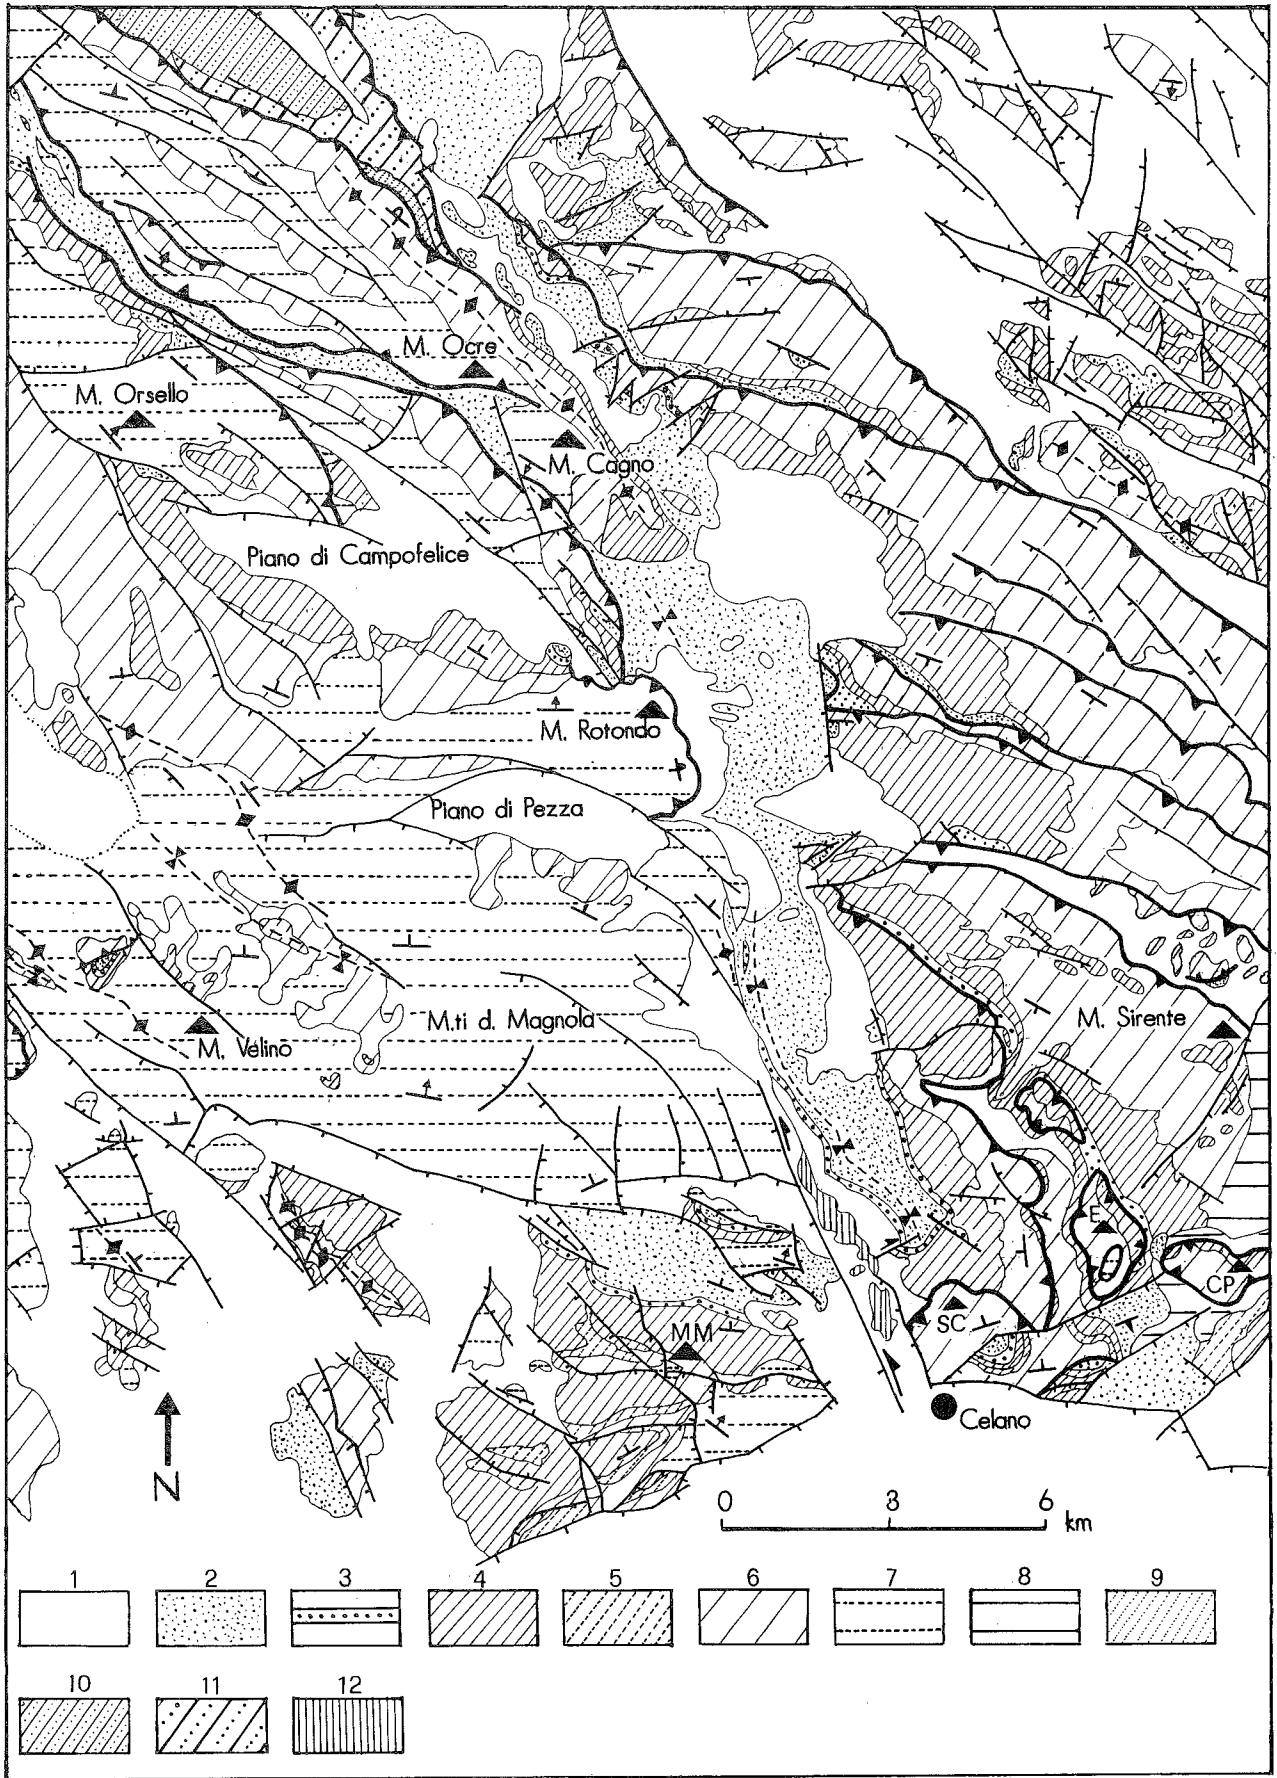 M. Ocre
M. Orsello
M. Cagno
Piano di Campofelice
M. Rotondo
Piano di Pezza
M.ti d. Magnola
M. Sirente
M. Velino
E
CP
SC
MM
Celano
N
0 3 6
km
1 2 3 4 5 6 7 8 9
10 11 12